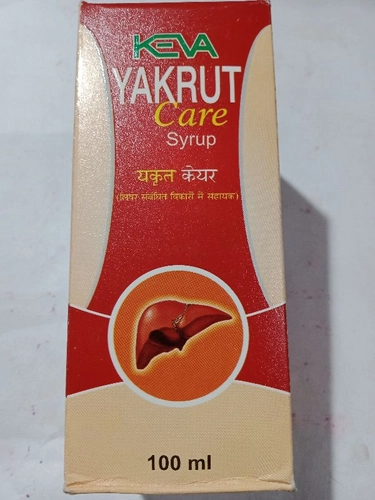 KEVA
YAKRUT
Care
Syrup
यकृत केयर
(लिवर संबंधित विकारों में सहायक)
100 ml